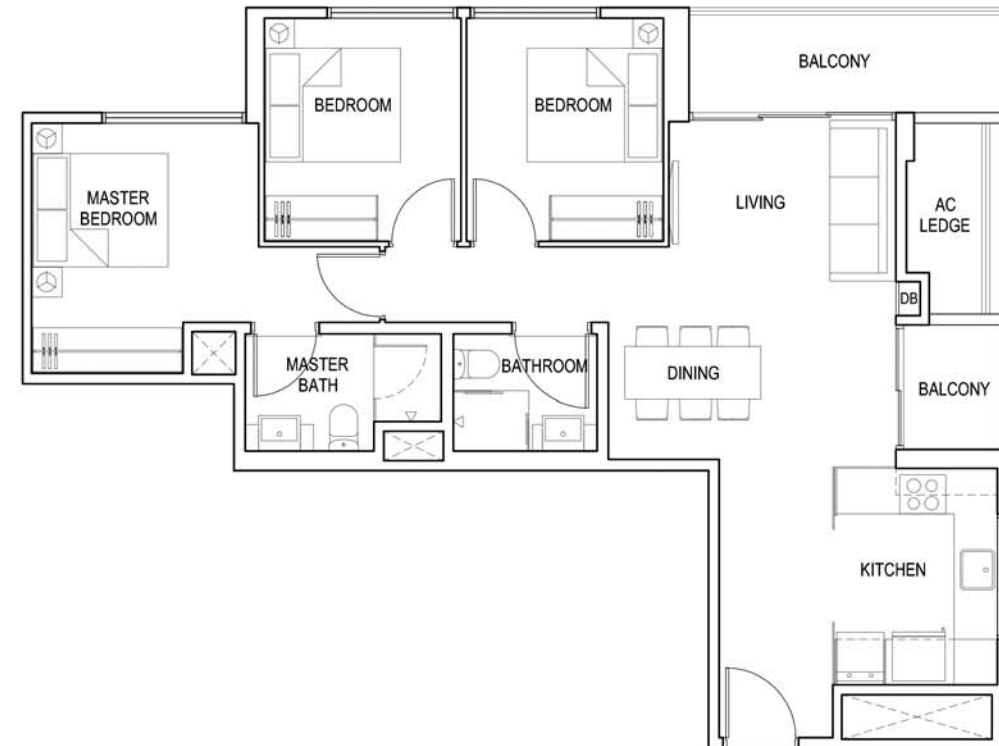 BALCONY
BEDROOM
BEDROOM
MASTER
BEDROOM
LIVING
AC
LEDGE
DB
MASTER
BATH
BATHROOM
DINING
BALCONY
KITCHEN